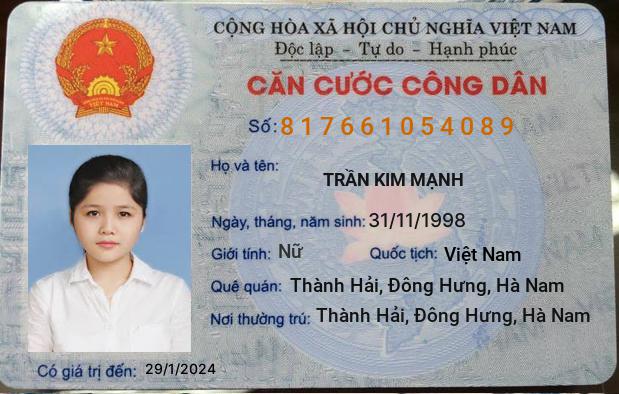 CỘNG HÒA XÃ HỘI CHỦ NGHĨA VIỆT NAM
Độc lập - Tự do - Hạnh phúc
CĂN CƯỚC CÔNG DÂN
Số: 817661054089
Họ và tên:
TRẦN KIM MẠNH
Ngày, tháng, năm sinh: 31/11/1998
Giới tính: Nữ Quốc tịch: Việt Nam
Quê quán: Thành Hải, Đông Hưng, Hà Nam
Nơi thường trú: Thành Hải, Đông Hưng, Hà Nam
Có giá trị đến: 29/1/2024
VIỆT NAM